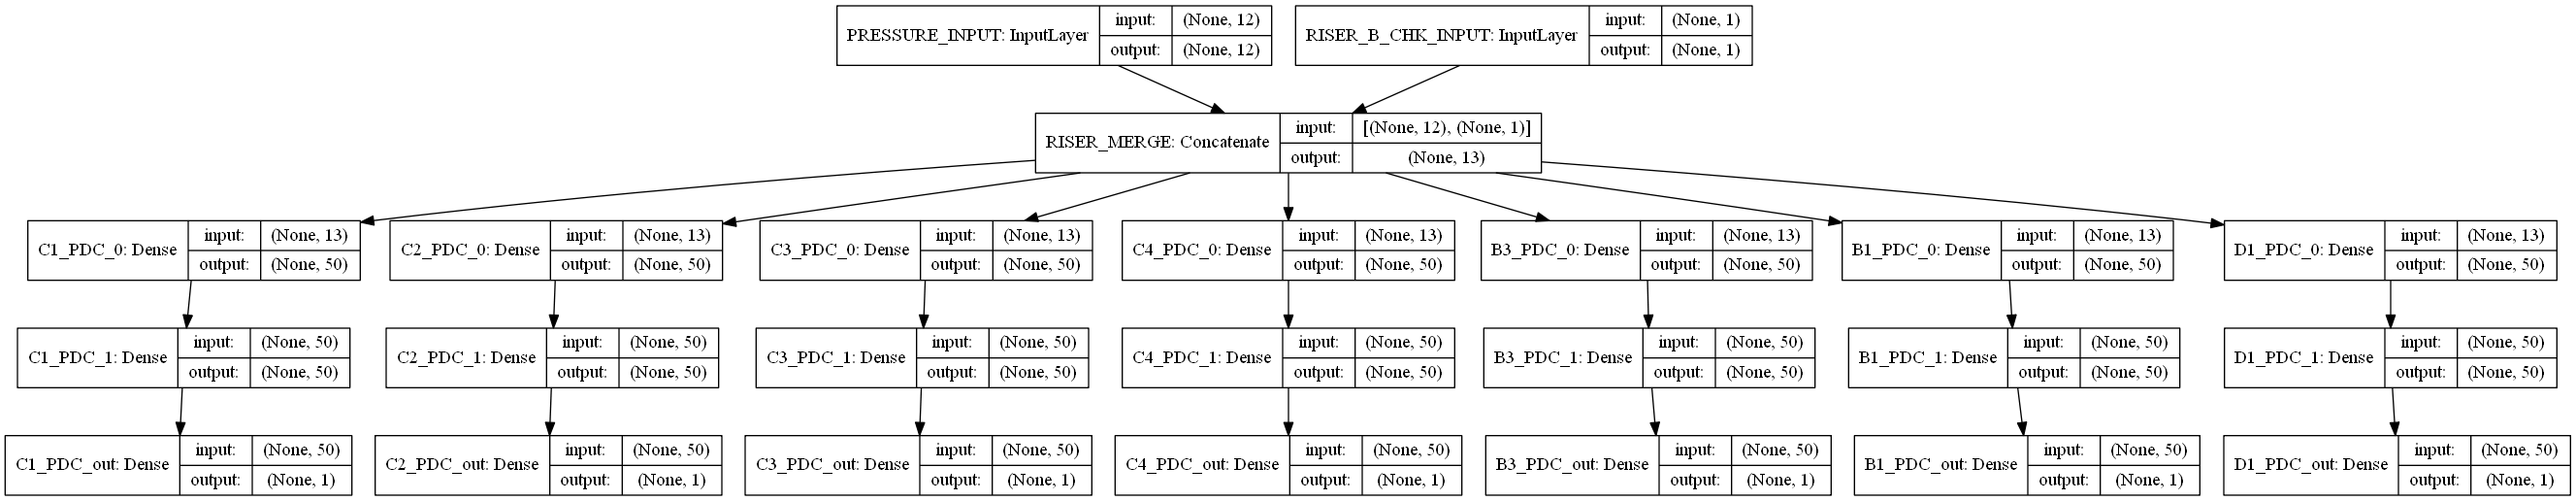 PRESSURE_INPUT: InputLayer input: (None, 12) output: (None, 12)
RISER_B_CHK_INPUT: InputLayer input: (None, 1) output: (None, 1)
RISER_MERGE: Concatenate input: [(None, 12), (None, 1)] output: (None, 13)
C1_PDC_0: Dense input: (None, 13) output: (None, 50)
C2_PDC_0: Dense input: (None, 13) output: (None, 50)
C3_PDC_0: Dense input: (None, 13) output: (None, 50)
C4_PDC_0: Dense input: (None, 13) output: (None, 50)
B3_PDC_0: Dense input: (None, 13) output: (None, 50)
B1_PDC_0: Dense input: (None, 13) output: (None, 50)
D1_PDC_0: Dense input: (None, 13) output: (None, 50)
C1_PDC_1: Dense input: (None, 50) output: (None, 50)
C2_PDC_1: Dense input: (None, 50) output: (None, 50)
C3_PDC_1: Dense input: (None, 50) output: (None, 50)
C4_PDC_1: Dense input: (None, 50) output: (None, 50)
B3_PDC_1: Dense input: (None, 50) output: (None, 50)
B1_PDC_1: Dense input: (None, 50) output: (None, 50)
D1_PDC_1: Dense input: (None, 50) output: (None, 50)
C1_PDC_out: Dense input: (None, 50) output: (None, 1)
C2_PDC_out: Dense input: (None, 50) output: (None, 1)
C3_PDC_out: Dense input: (None, 50) output: (None, 1)
C4_PDC_out: Dense input: (None, 50) output: (None, 1)
B3_PDC_out: Dense input: (None, 50) output: (None, 1)
B1_PDC_out: Dense input: (None, 50) output: (None, 1)
D1_PDC_out: Dense input: (None, 50) output: (None, 1)